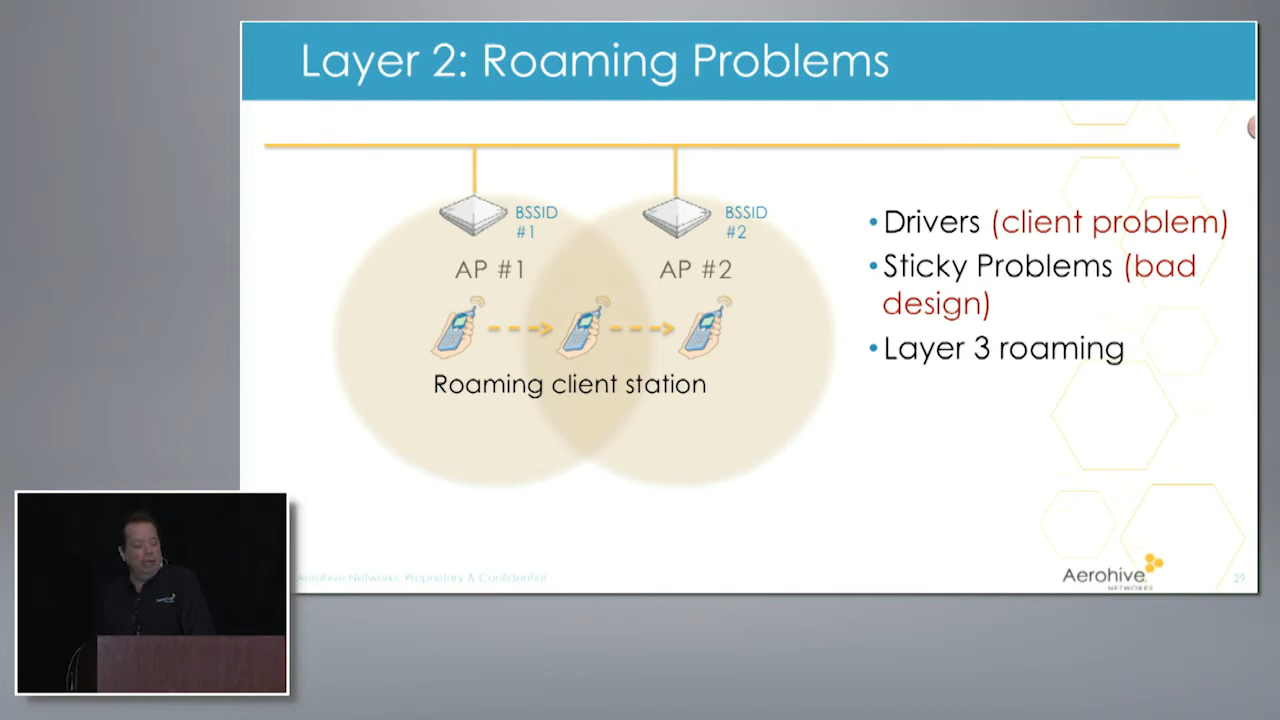 Layer 2: Roaming Problems
BSSID
#1
BSSID
#2
AP #1
AP #2
Roaming client station
• Drivers (client problem)
• Sticky Problems (bad
design)
• Layer 3 roaming
Aerohive Networks, Proprietary & Confidential
Aerohive
NETWORKS
29